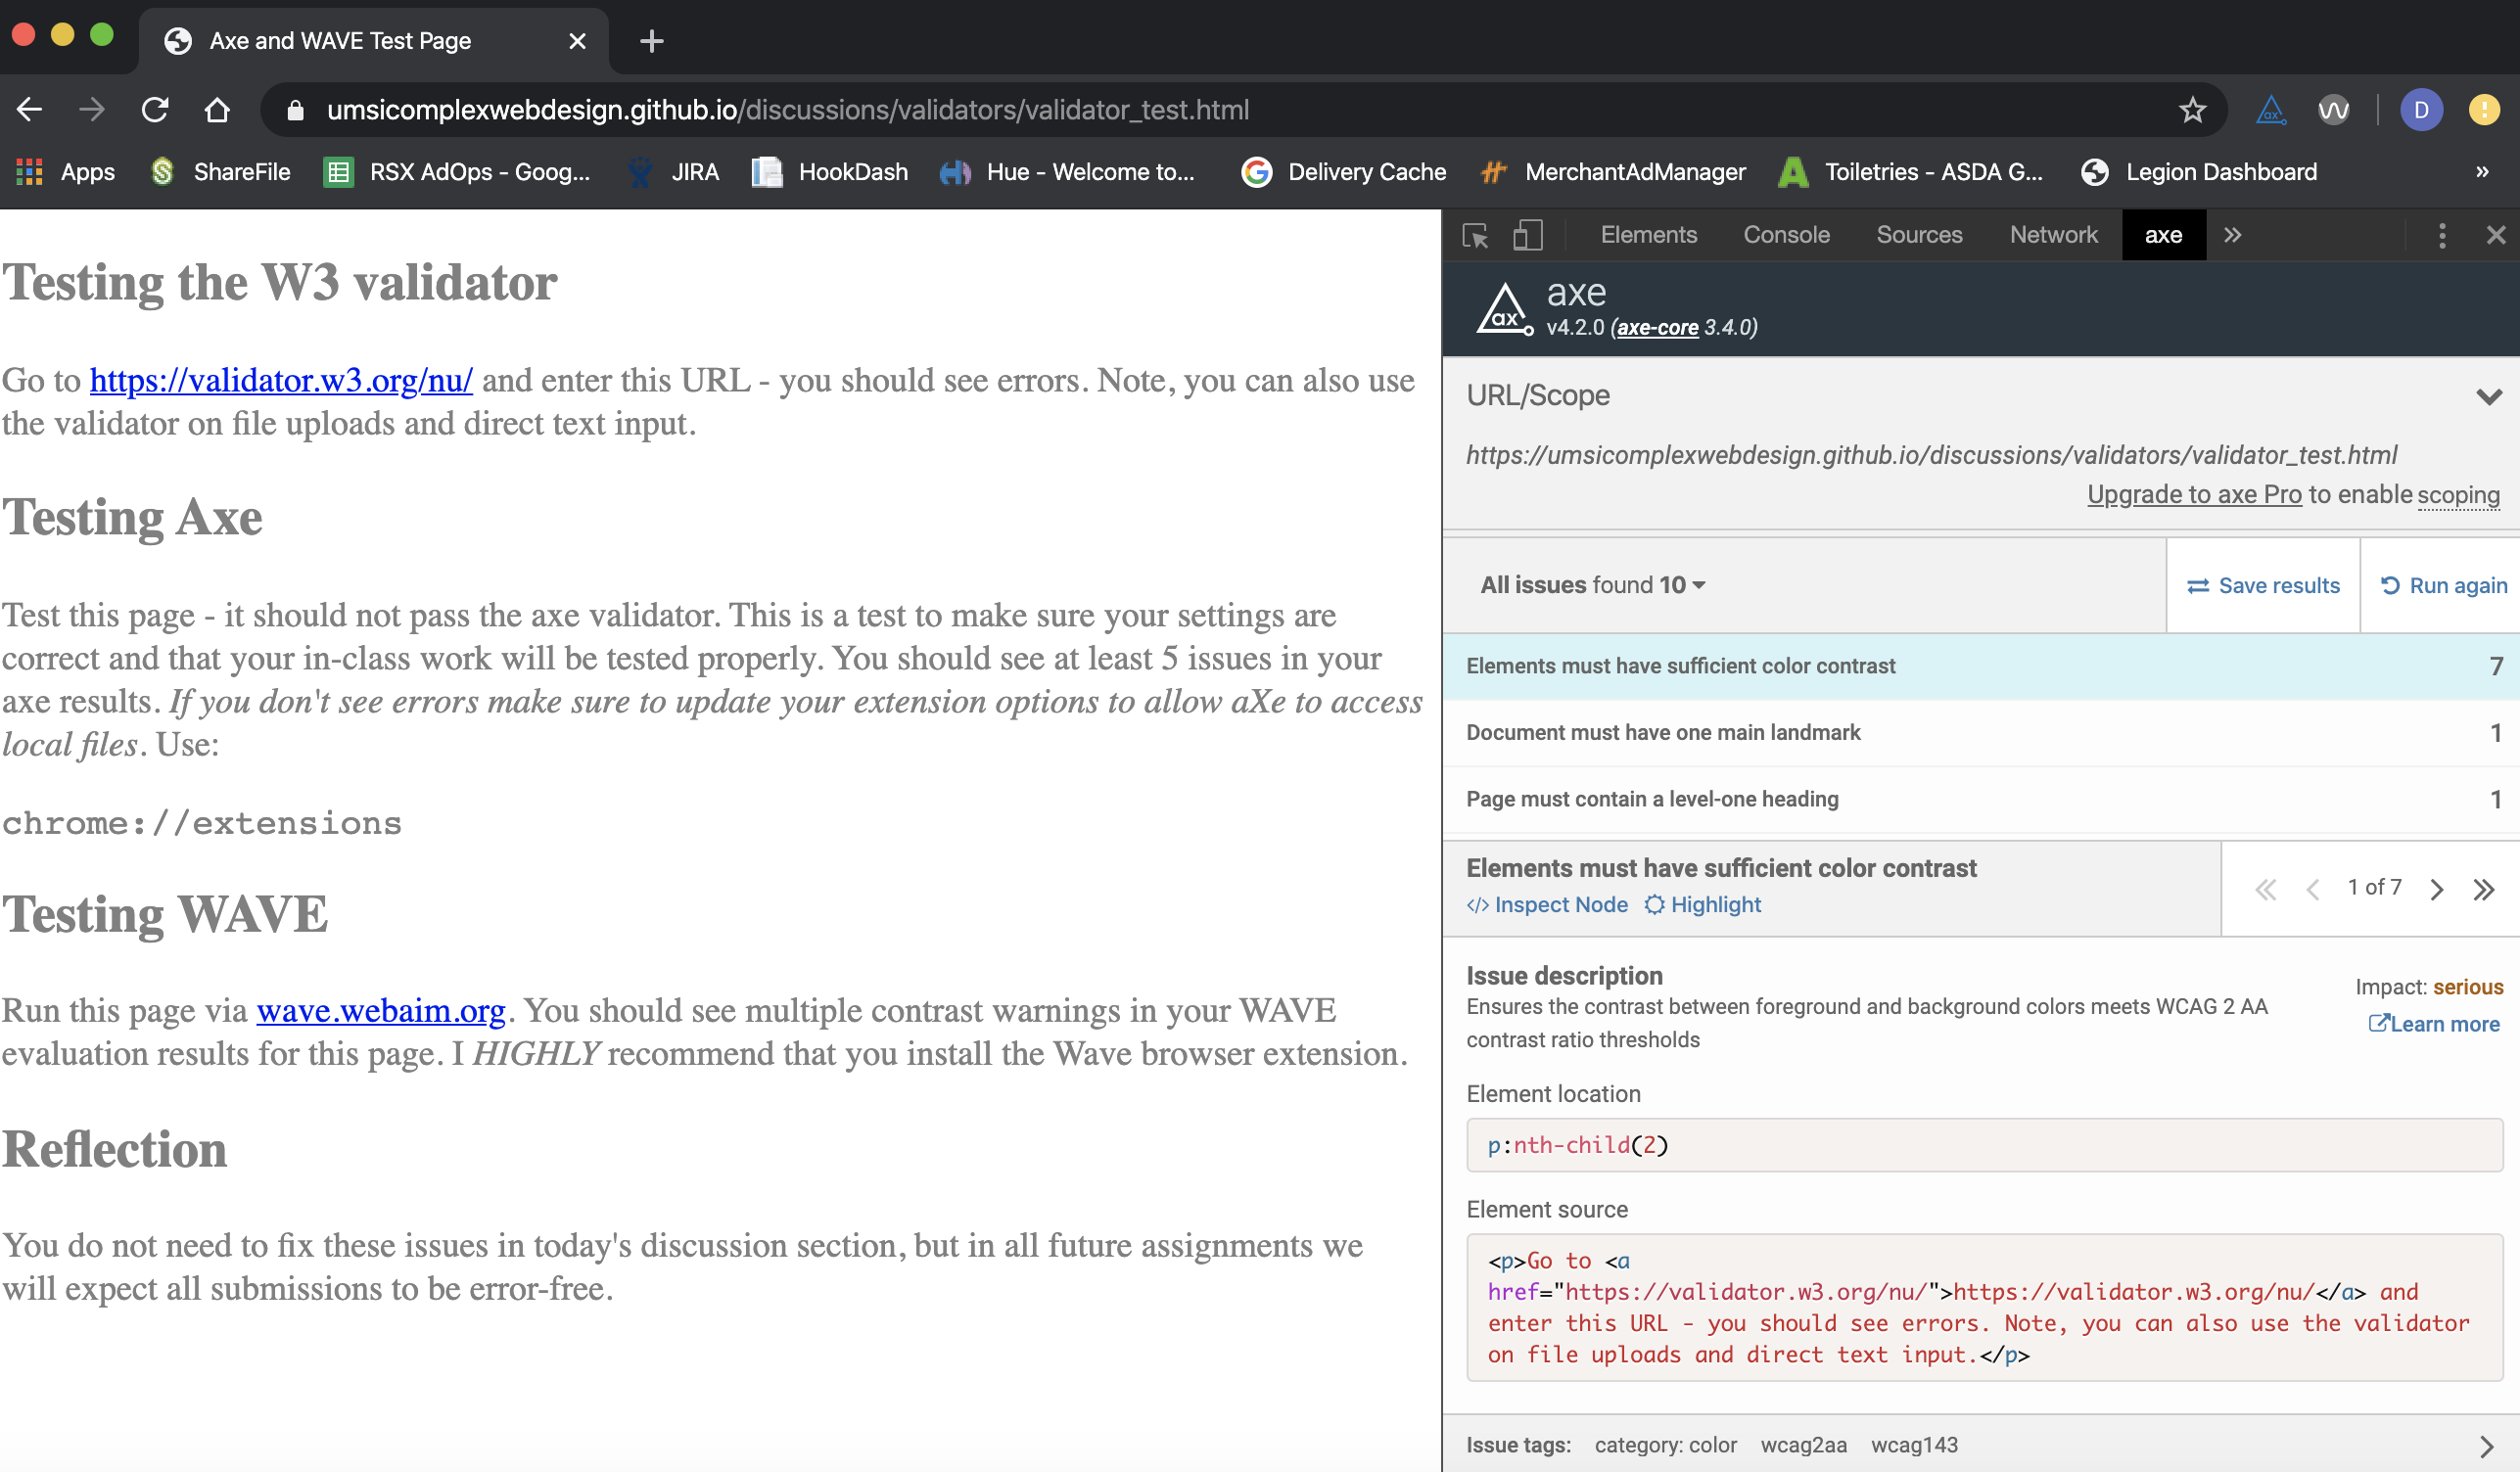 Axe and WAVE Test Page
umsicomplexwebdesign.github.io/discussions/validators/validator_test.html
D
Apps ShareFile RSX AdOps - Goog... JIRA HookDash Hue - Welcome to... Delivery Cache MerchantAdManager Toiletries - ASDA G... Legion Dashboard »
Testing the W3 validator
Go to https://validator.w3.org/nu/ and enter this URL - you should see errors. Note, you can also use
the validator on file uploads and direct text input.
Testing Axe
Test this page - it should not pass the axe validator. This is a test to make sure your settings are
correct and that your in-class work will be tested properly. You should see at least 5 issues in your
axe results. If you don't see errors make sure to update your extension options to allow aXe to access
local files. Use:
chrome://extensions
Testing WAVE
Run this page via wave.webaim.org. You should see multiple contrast warnings in your WAVE
evaluation results for this page. I HIGHLY recommend that you install the Wave browser extension.
Reflection
You do not need to fix these issues in today's discussion section, but in all future assignments we
will expect all submissions to be error-free.
Elements Console Sources Network axe »
ax
axe
v4.2.0 (axe-core 3.4.0)
URL/Scope
https://umsicomplexwebdesign.github.io/discussions/validators/validator_test.html
Upgrade to axe Pro to enable scoping
All issues found 10 Save results Run again
Elements must have sufficient color contrast 7
Document must have one main landmark 1
Page must contain a level-one heading 1
Elements must have sufficient color contrast
</> Inspect Node Highlight
1 of 7
Issue description
Impact: serious
Ensures the contrast between foreground and background colors meets WCAG 2 AA
contrast ratio thresholds
Learn more
Element location
p:nth-child(2)
Element source
<p>Go to <a
href="https://validator.w3.org/nu/">https://validator.w3.org/nu/</a> and
enter this URL - you should see errors. Note, you can also use the validator
on file uploads and direct text input.</p>
Issue tags: category: color wcag2aa wcag143